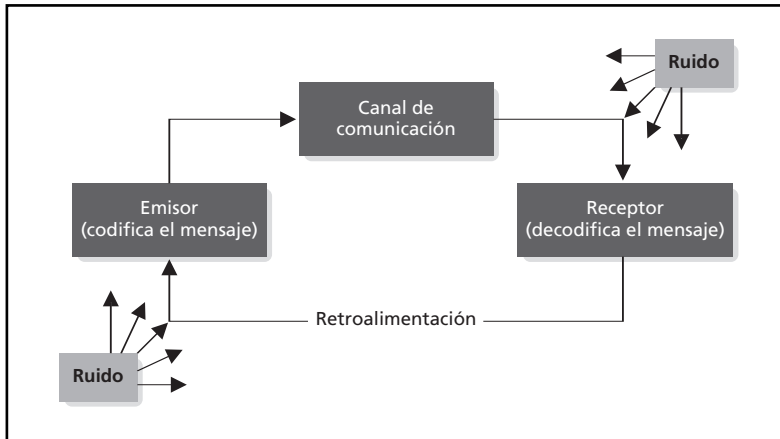 Ruido
Canal de
comunicación
Emisor
(codifica el mensaje)
Receptor
(decodifica el mensaje)
Retroalimentación
Ruido